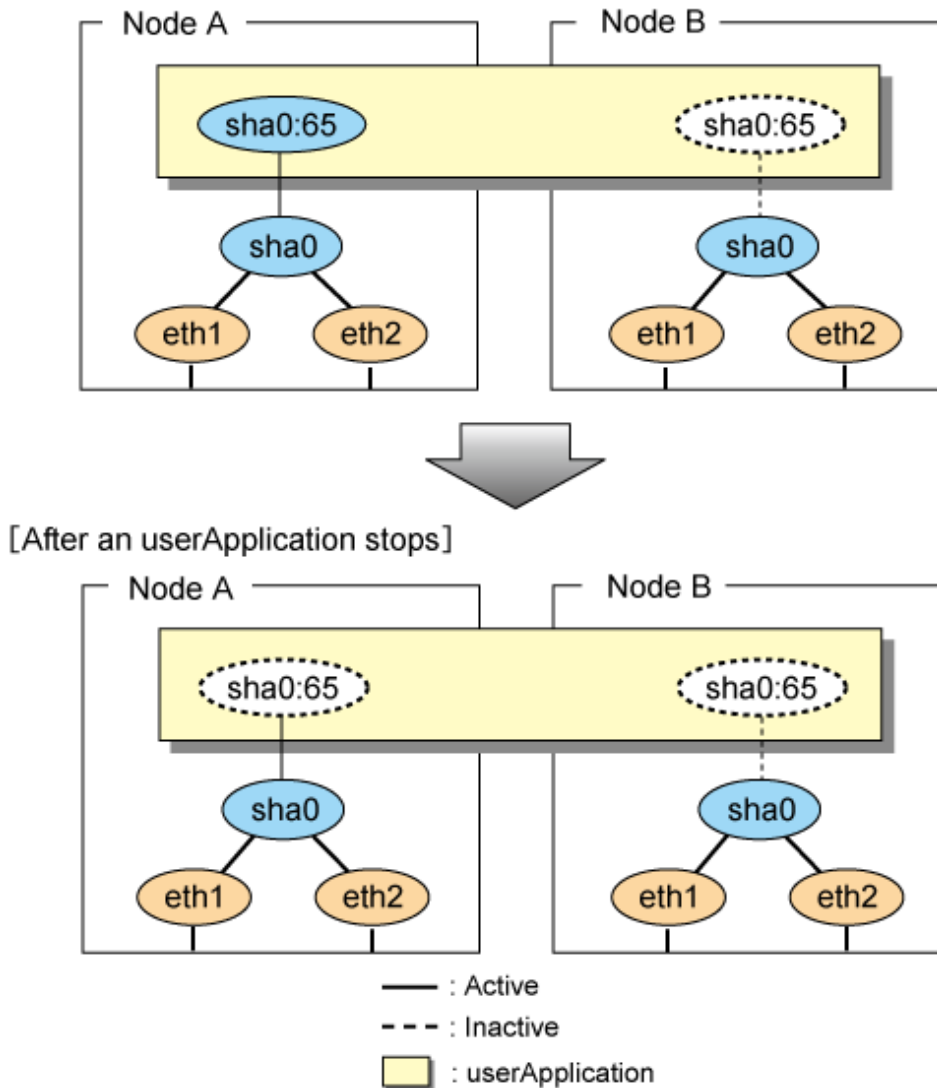 Node A
Node B
sha0:65
sha0:65
sha0
sha0
eth1
eth2
eth1
eth2
[After an userApplication stops]
Node A
Node B
sha0:65
sha0:65
sha0
sha0
eth1
eth2
eth1
eth2
: Active
: Inactive
: userApplication